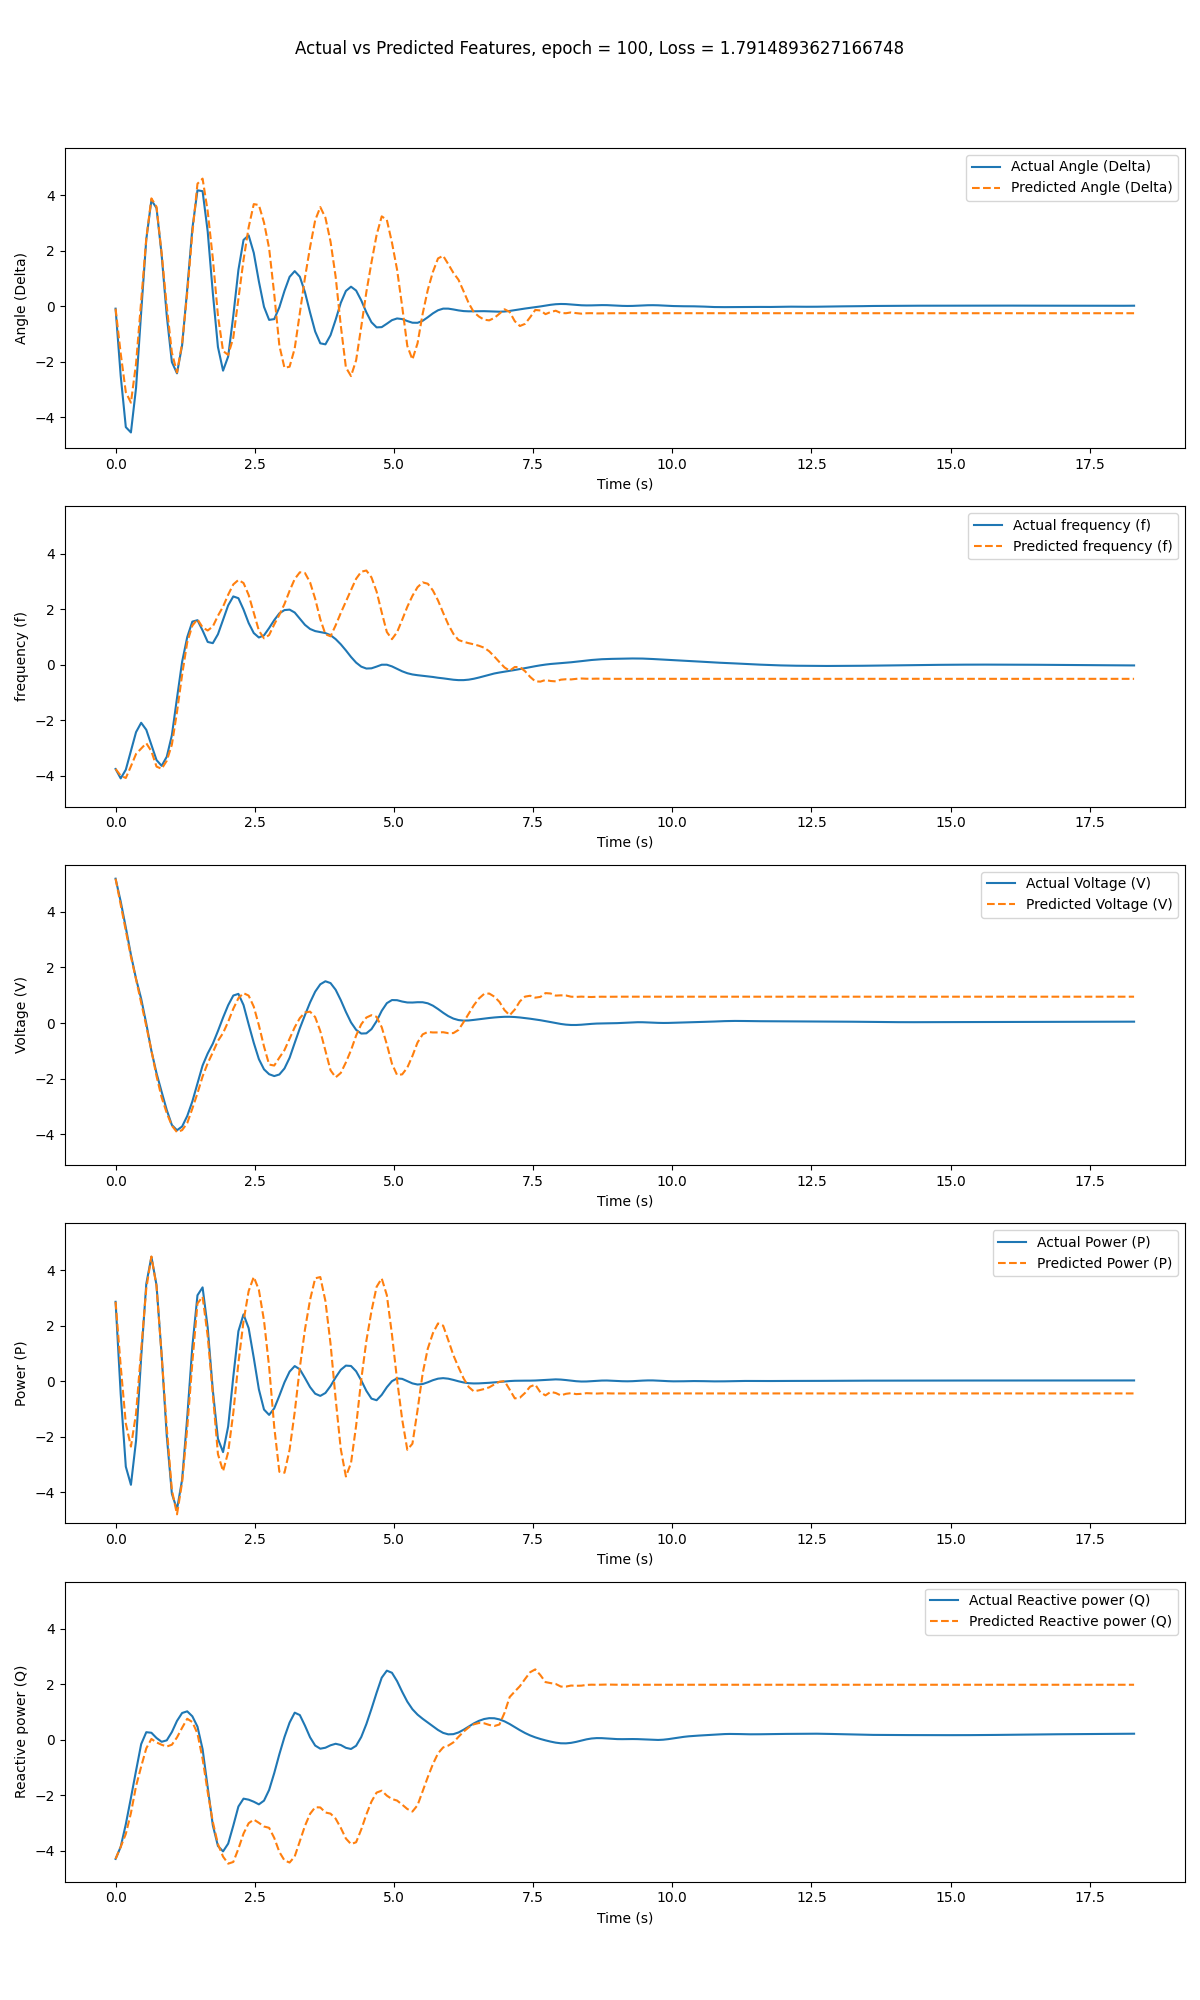 Actual vs Predicted Features, epoch = 100, Loss = 1.7914893627166748
Actual Angle (Delta)
Predicted Angle (Delta)
Angle (Delta)
4
2
0
−2
−4
0.0 2.5 5.0 7.5 10.0 12.5 15.0 17.5
Time (s)
Actual frequency (f)
Predicted frequency (f)
frequency (f)
4
2
0
−2
−4
0.0 2.5 5.0 7.5 10.0 12.5 15.0 17.5
Time (s)
Actual Voltage (V)
Predicted Voltage (V)
Voltage (V)
4
2
0
−2
−4
0.0 2.5 5.0 7.5 10.0 12.5 15.0 17.5
Time (s)
Actual Power (P)
Predicted Power (P)
Power (P)
4
2
0
−2
−4
0.0 2.5 5.0 7.5 10.0 12.5 15.0 17.5
Time (s)
Actual Reactive power (Q)
Predicted Reactive power (Q)
Reactive power (Q)
4
2
0
−2
−4
0.0 2.5 5.0 7.5 10.0 12.5 15.0 17.5
Time (s)